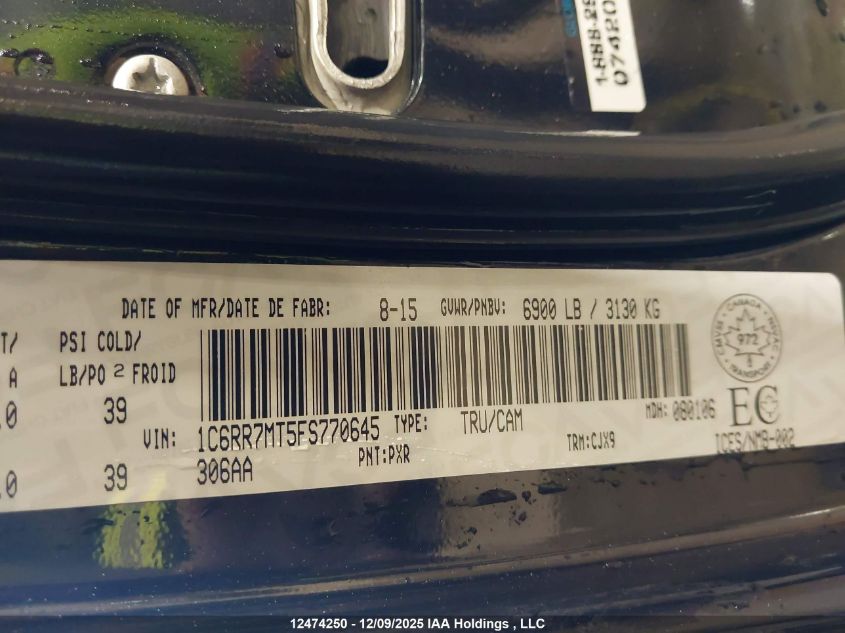 1-888-
07420
DATE OF MFR/DATE DE FABR: 8-15 GVWR/PNBV: 6900 LB / 3130 KG
PSI COLD/
LB/PO 2 FROID
39
VIN: 1C6RR7MT5FS770645 TYPE: TRU/CAM MDH: 080106
306AA PNT:PXR TRM:CJX9
39
CANADA
972
TRANSPORT
EC
ICES/NMB-002
12474250 - 12/09/2025 IAA Holdings , LLC